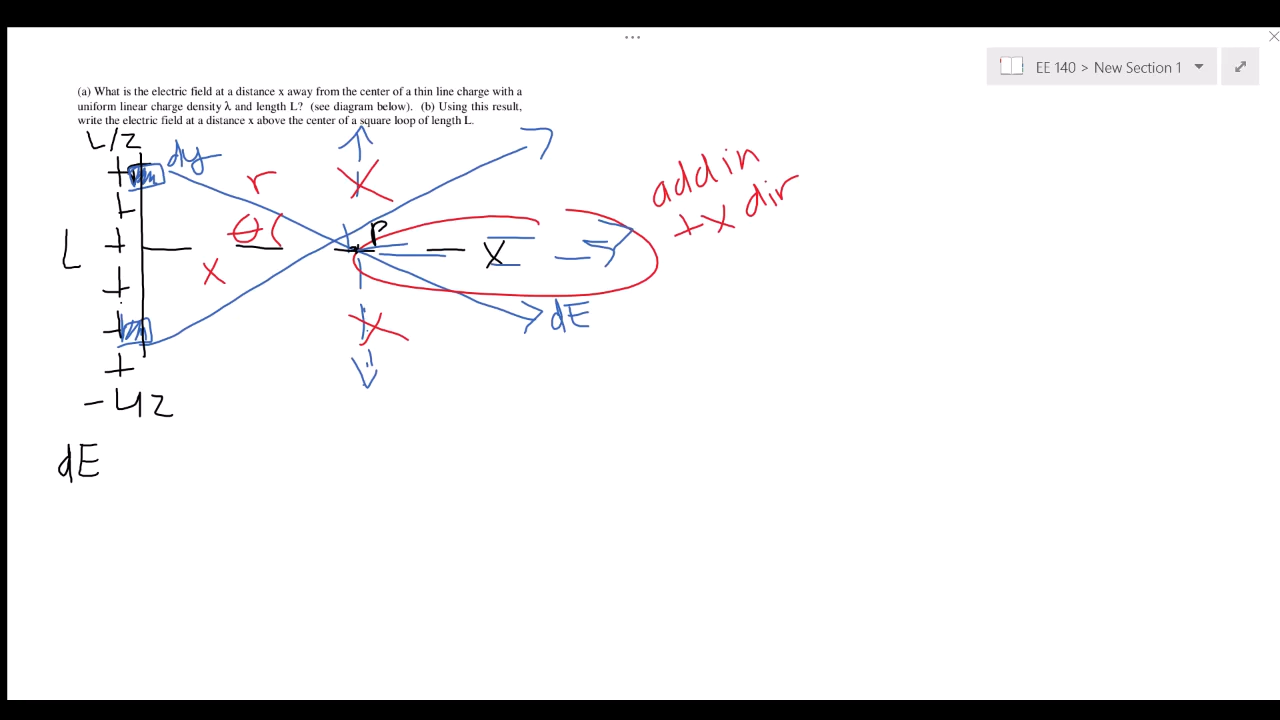 EE 140 > New Section 1
(a) What is the electric field at a distance x away from the center of a thin line charge with a
uniform linear charge density λ and length L? (see diagram below). (b) Using this result,
write the electric field at a distance x above the center of a square loop of length L.
L/2
dy
r
θ
P
x
x
L
add in
+x dir
dE
-L/2
dE